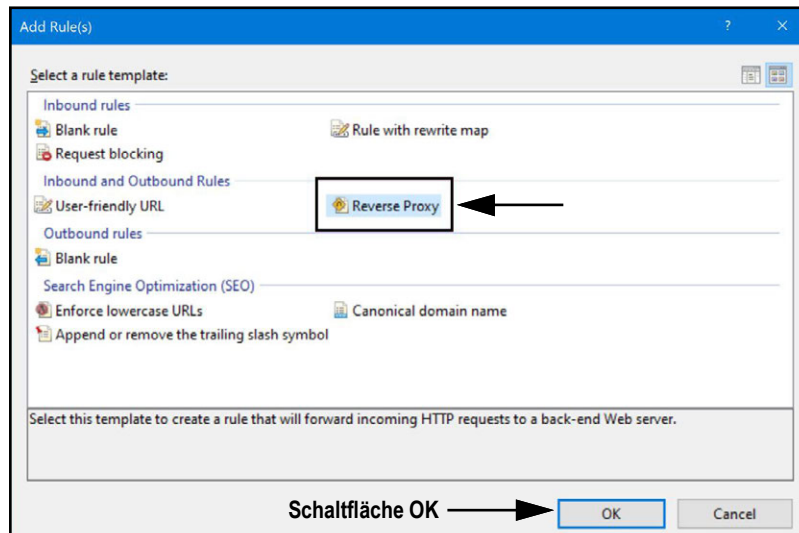 Add Rule(s)
Select a rule template:
Inbound rules
Blank rule
Rule with rewrite map
Request blocking
Inbound and Outbound Rules
User-friendly URL
Reverse Proxy
Outbound rules
Blank rule
Search Engine Optimization (SEO)
Enforce lowercase URLs
Canonical domain name
Append or remove the trailing slash symbol
Select this template to create a rule that will forward incoming HTTP requests to a back-end Web server.
Schaltfläche OK
OK
Cancel